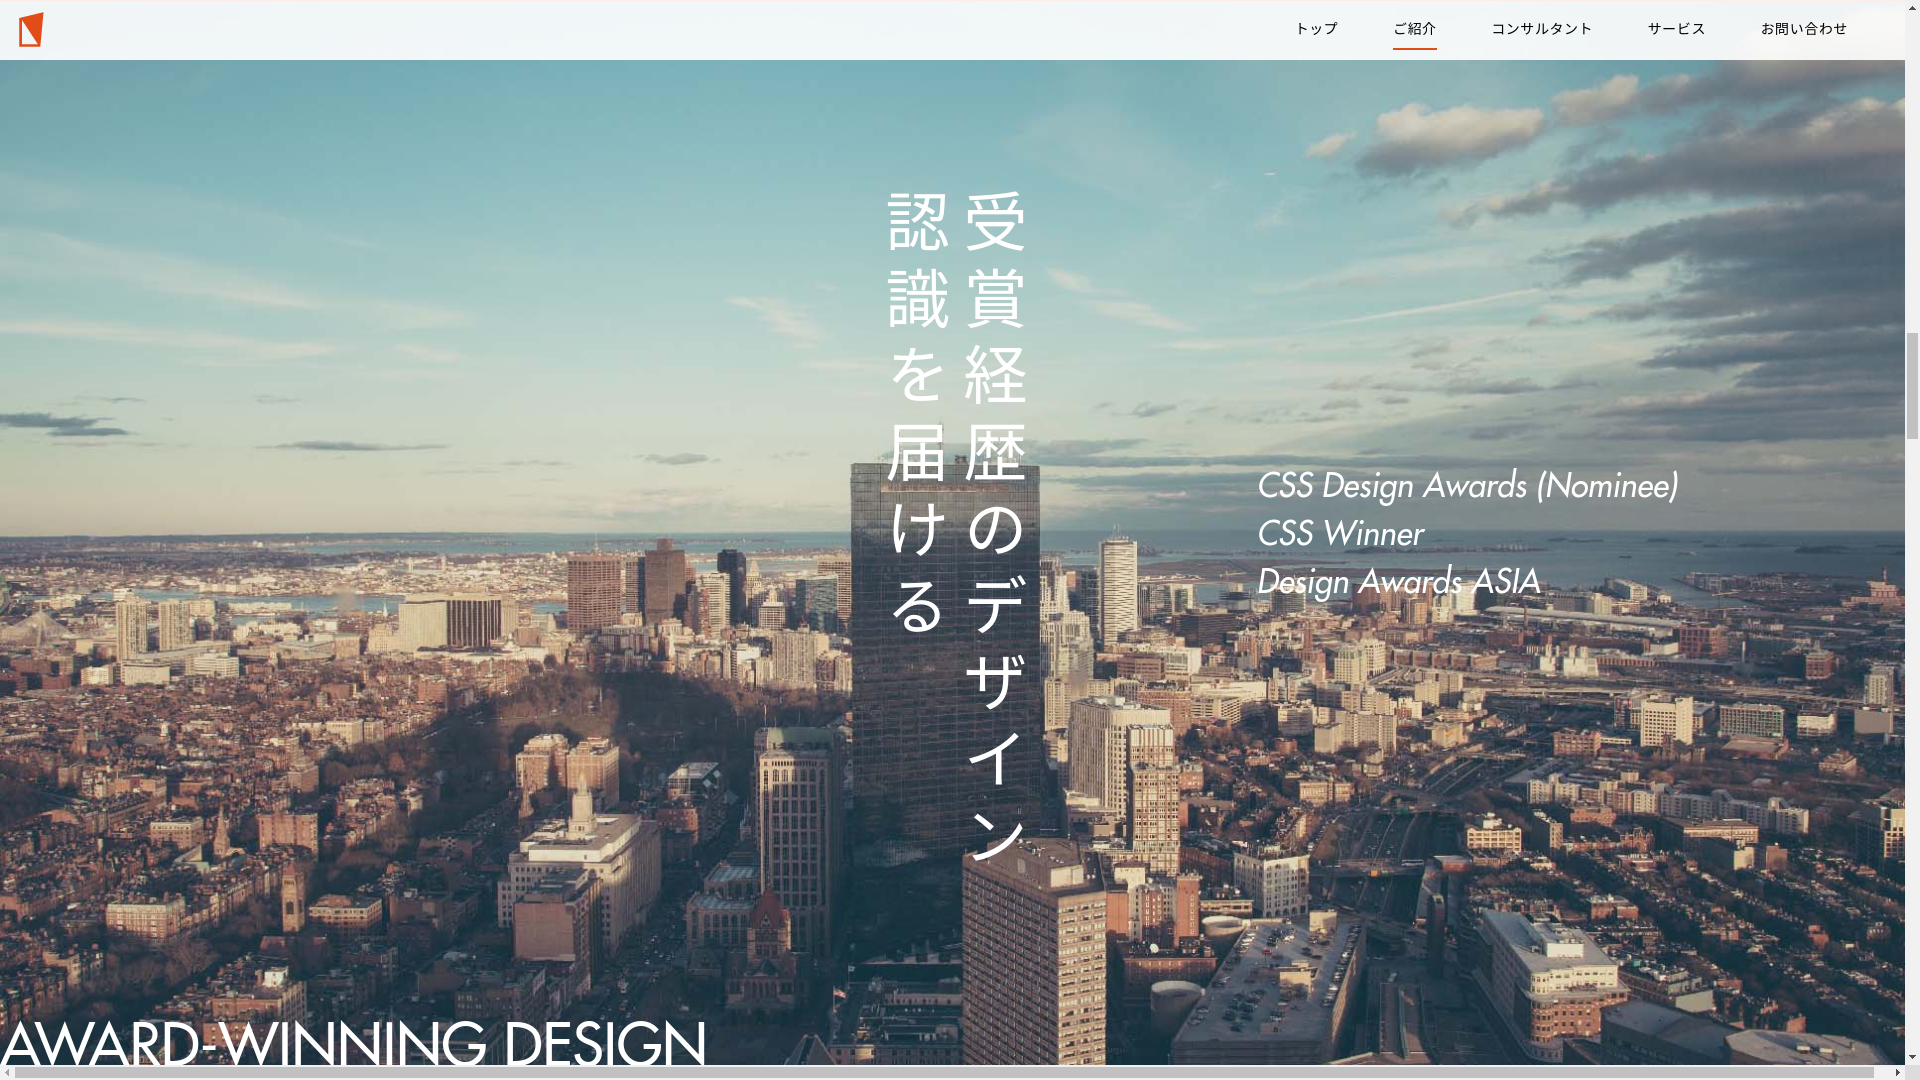 トップ
ご紹介
コンサルタント
サービス
お問い合わせ
受賞経歴のデザイン
認識を届ける
CSS Design Awards (Nominee)
CSS Winner
Design Awards ASIA
AWARD-WINNING DESIGN